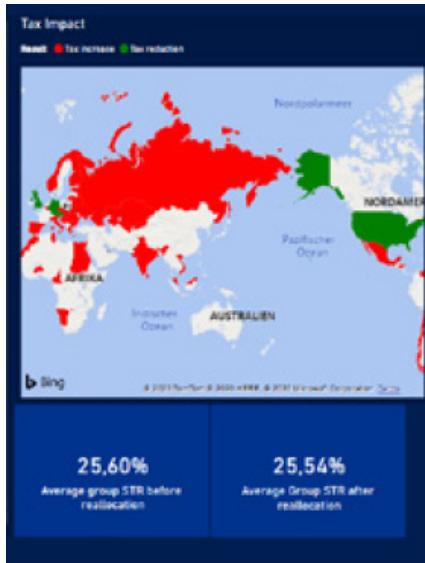 Tax Impact
Result Tax increase Tax reduction
Nordpolarmeer
NORDAMER
Pazifischer
Ozean
AFRIKA
Indischer
Ozean
AUSTRALIEN
Bing
25,60%
Average group STR before
reallocation
25,54%
Average Group STR after
reallocation